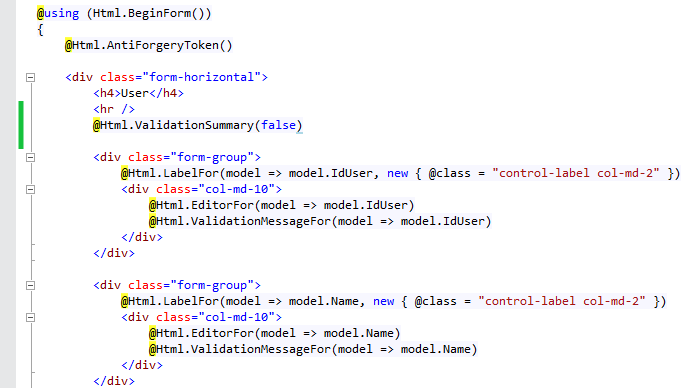 @using (Html.BeginForm())
{
@Html.AntiForgeryToken()
<div class="form-horizontal">
<h4>User</h4>
<hr />
@Html.ValidationSummary(false)
<div class="form-group">
@Html.LabelFor(model => model.IdUser, new { @class = "control-label col-md-2" })
<div class="col-md-10">
@Html.EditorFor(model => model.IdUser)
@Html.ValidationMessageFor(model => model.IdUser)
</div>
</div>
<div class="form-group">
@Html.LabelFor(model => model.Name, new { @class = "control-label col-md-2" })
<div class="col-md-10">
@Html.EditorFor(model => model.Name)
@Html.ValidationMessageFor(model => model.Name)
</div>
</div>